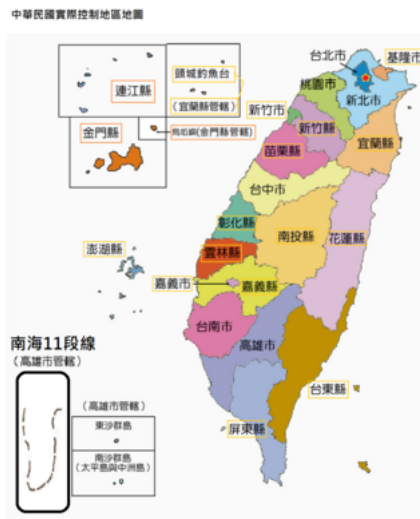 中華民國實際控制地區地圖
連江縣
頭城釣魚台
(宜蘭縣管轄)
金門縣
烏坵鄉(金門縣管轄)
台北市
基隆市
桃園市
新北市
新竹市
新竹縣
宜蘭縣
苗栗縣
台中市
彰化縣
南投縣
花蓮縣
雲林縣
澎湖縣
嘉義市
嘉義縣
台南市
高雄市
台東縣
屏東縣
南海11段線
(高雄市管轄)
(高雄市管轄)
東沙群島
南沙群島
(太平島與中洲島)